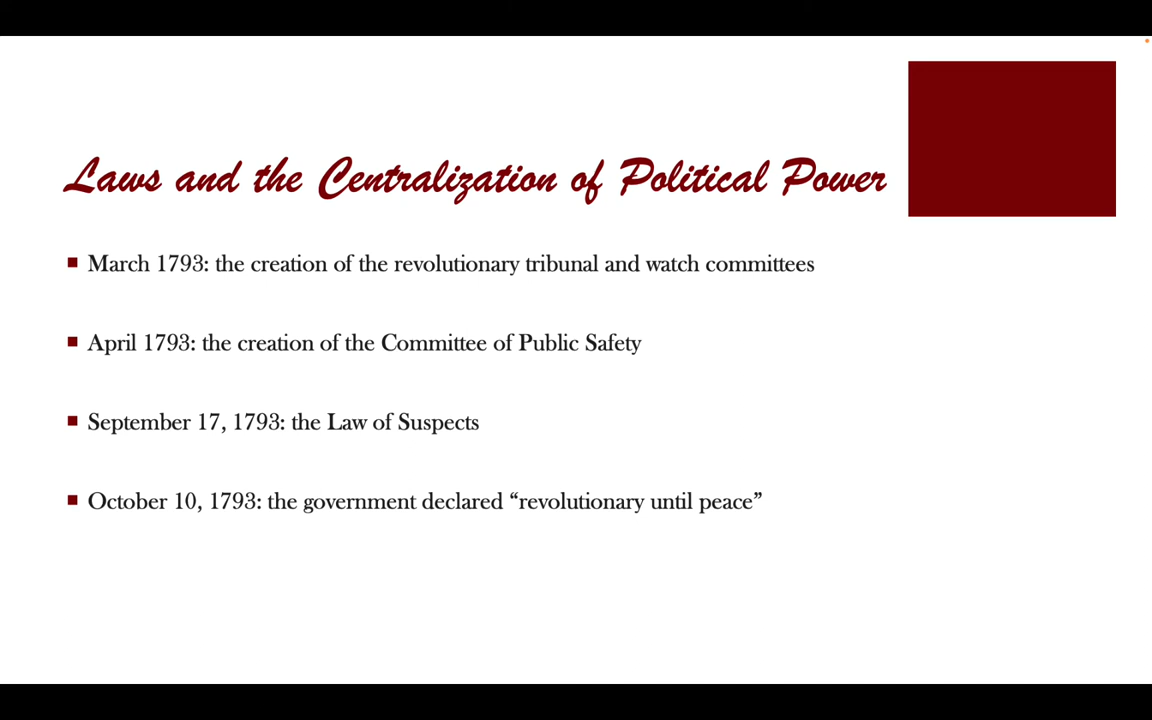 Laws and the Centralization of Political Power
▪ March 1793: the creation of the revolutionary tribunal and watch committees
▪ April 1793: the creation of the Committee of Public Safety
▪ September 17, 1793: the Law of Suspects
▪ October 10, 1793: the government declared “revolutionary until peace”